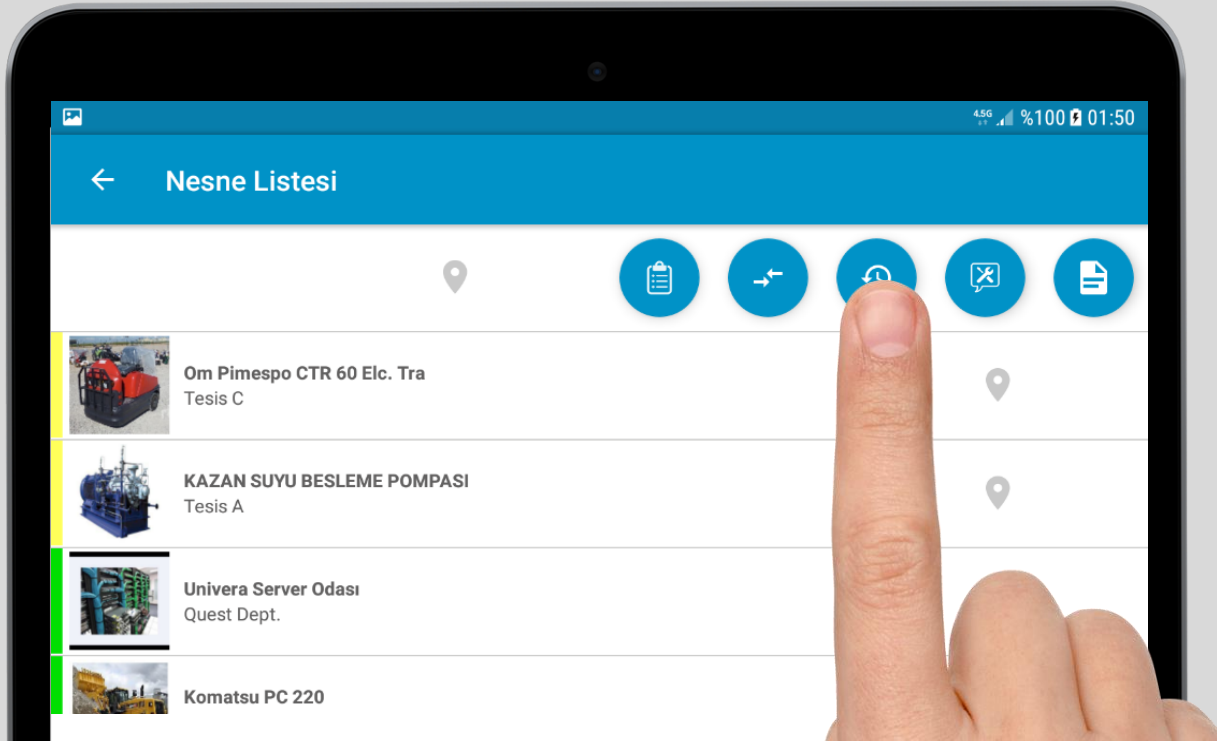 4.5G %100 01:50
Nesne Listesi
Om Pimespo CTR 60 Elc. Tra
Tesis C
KAZAN SUYU BESLEME POMPASI
Tesis A
Univera Server Odası
Quest Dept.
Komatsu PC 220